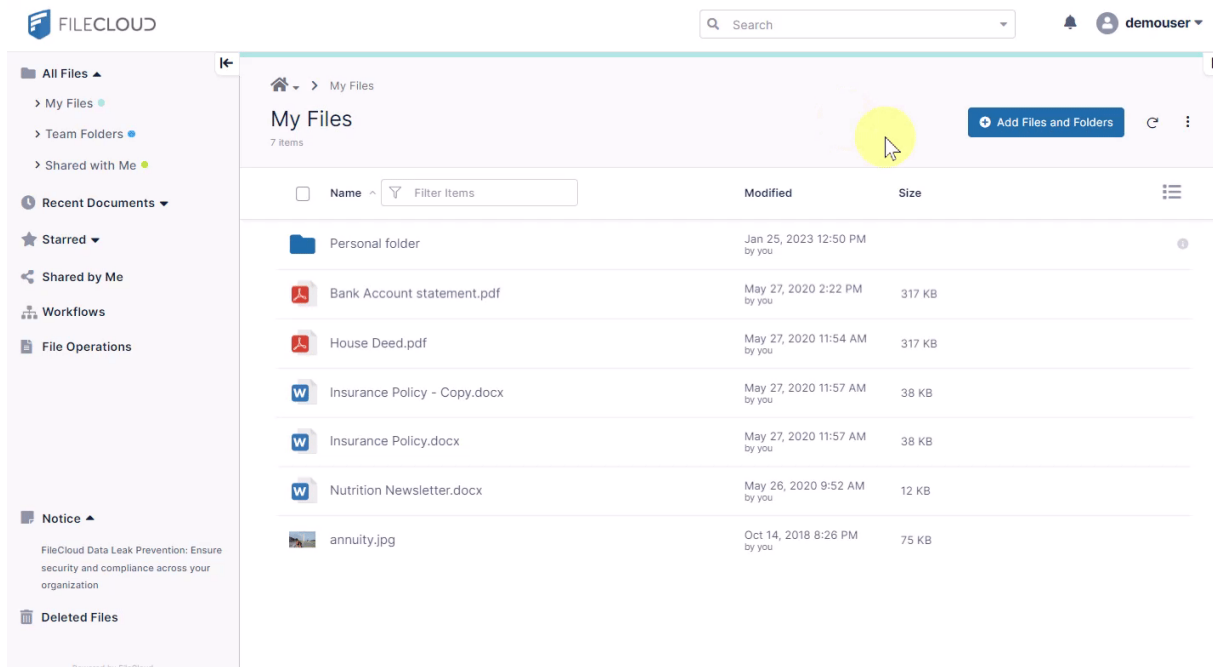 FILECLOUD
Search
demouser
All Files
My Files
Team Folders
Shared with Me
Recent Documents
Starred
Shared by Me
Workflows
File Operations
Notice
FileCloud Data Leak Prevention: Ensure
security and compliance across your
organization
Deleted Files
My Files
My Files
7 items
Add Files and Folders
Name Filter Items Modified Size
Personal folder Jan 25, 2023 12:50 PM
by you
Bank Account statement.pdf May 27, 2020 2:22 PM 317 KB
by you
House Deed.pdf May 27, 2020 11:54 AM 317 KB
by you
Insurance Policy - Copy.docx May 27, 2020 11:57 AM 38 KB
by you
Insurance Policy.docx May 27, 2020 11:57 AM 38 KB
by you
Nutrition Newsletter.docx May 26, 2020 9:52 AM 12 KB
by you
annuity.jpg Oct 14, 2018 8:26 PM 75 KB
by you